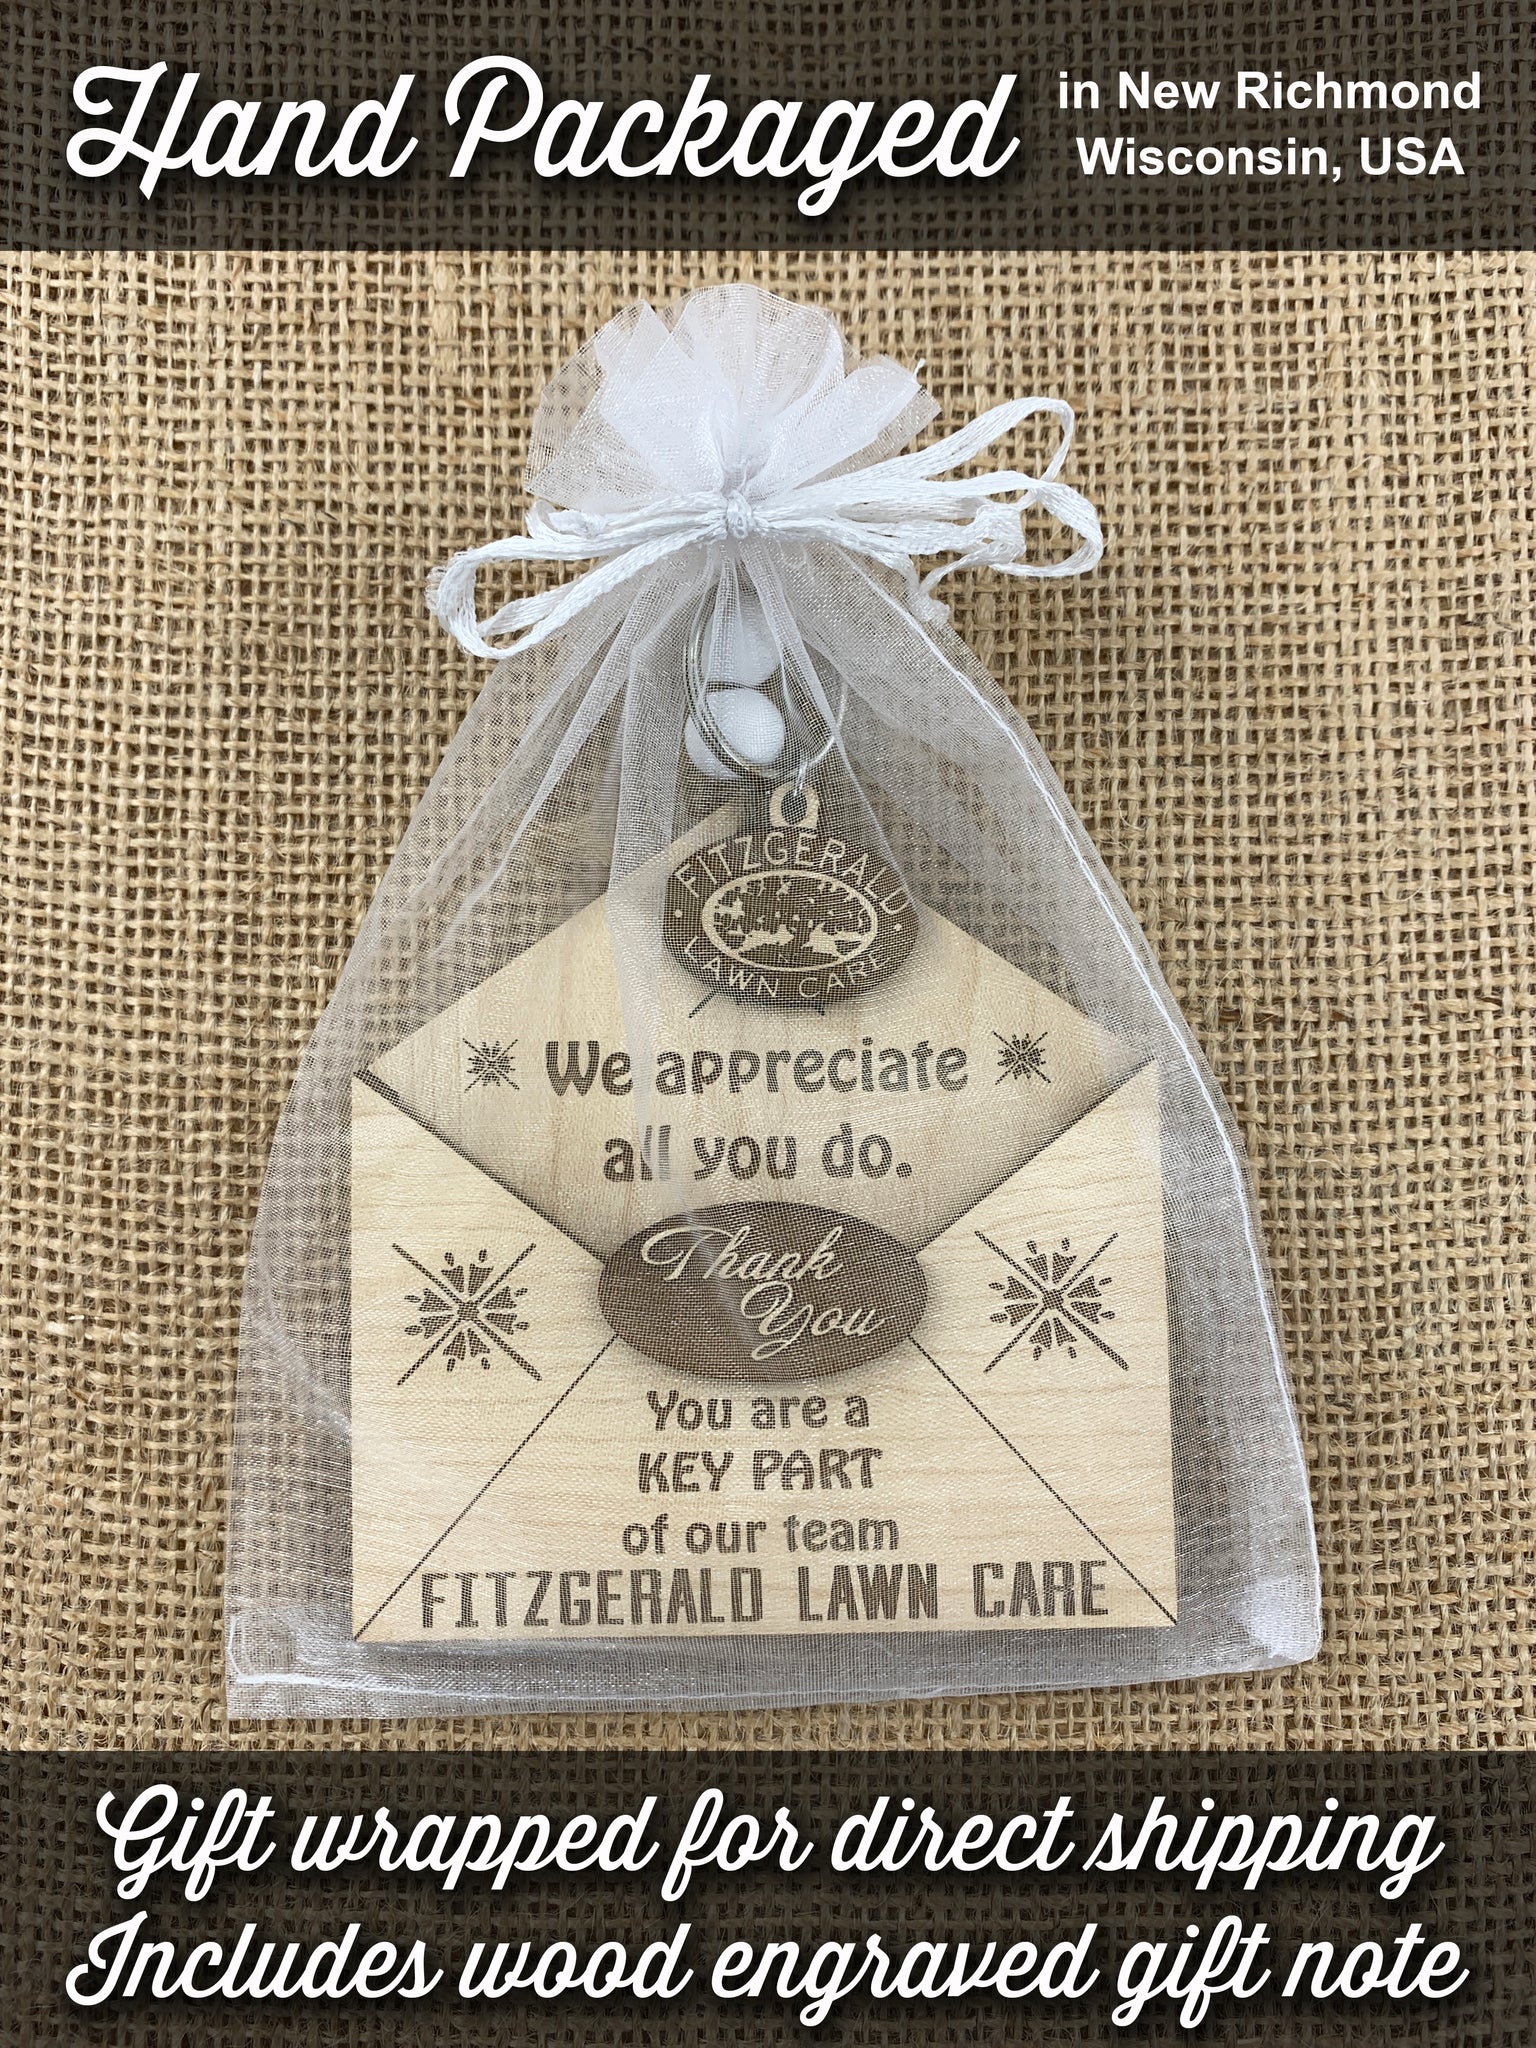 Hand Packaged
in New Richmond
Wisconsin, USA
FITZGERALD
LAWN CARE
We appreciate
all you do.
Thank
You
You are a
KEY PART
of our team
FITZGERALD LAWN CARE
Gift wrapped for direct shipping
Includes wood engraved gift note